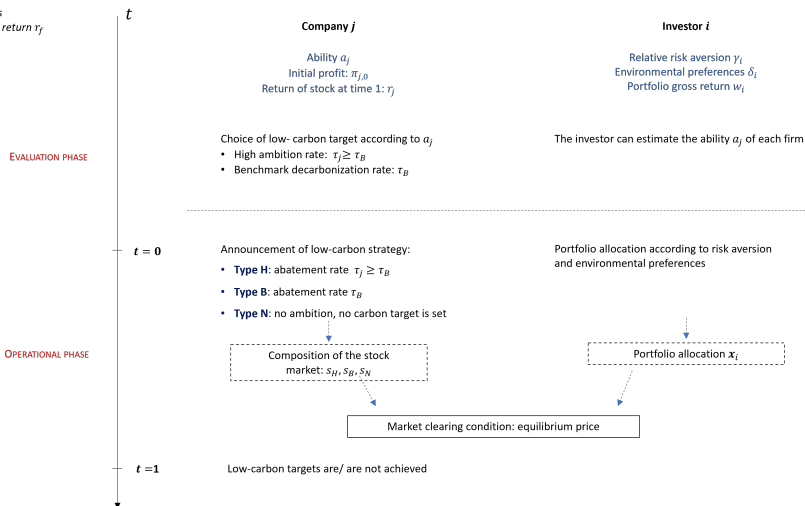 s
return r_f
t
Company j
Investor i
Ability a_j
Initial profit: π_{j,0}
Return of stock at time 1: r_j
Relative risk aversion γ_i
Environmental preferences δ_i
Portfolio gross return w_i
EVALUATION PHASE
Choice of low- carbon target according to a_j
• High ambition rate: τ_j ≥ τ_B
• Benchmark decarbonization rate: τ_B
The investor can estimate the ability a_j of each firm
t = 0
Announcement of low-carbon strategy:
• Type H: abatement rate τ_j ≥ τ_B
• Type B: abatement rate τ_B
• Type N: no ambition, no carbon target is set
Portfolio allocation according to risk aversion
and environmental preferences
OPERATIONAL PHASE
Composition of the stock
market: s_H, s_B, s_N
Portfolio allocation x_i
Market clearing condition: equilibrium price
t =1
Low-carbon targets are/ are not achieved